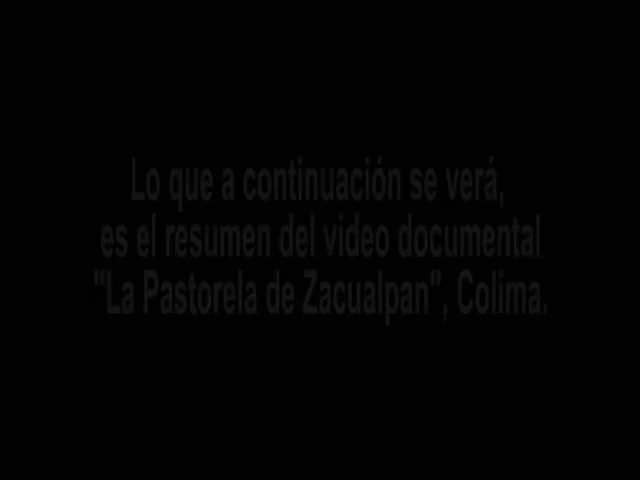 Lo que a continuación se verá,
es el resumen del video documental
"La Pastorela de Zacualpan", Colima.